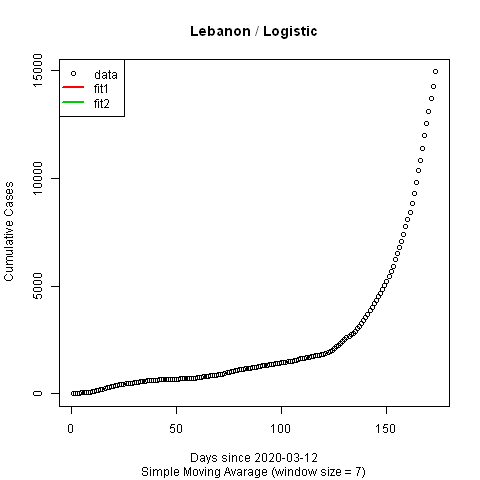 Lebanon / Logistic
data
fit1
fit2
Cumulative Cases
15000
10000
5000
0
0
50
100
150
Days since 2020-03-12
Simple Moving Avarage (window size = 7)